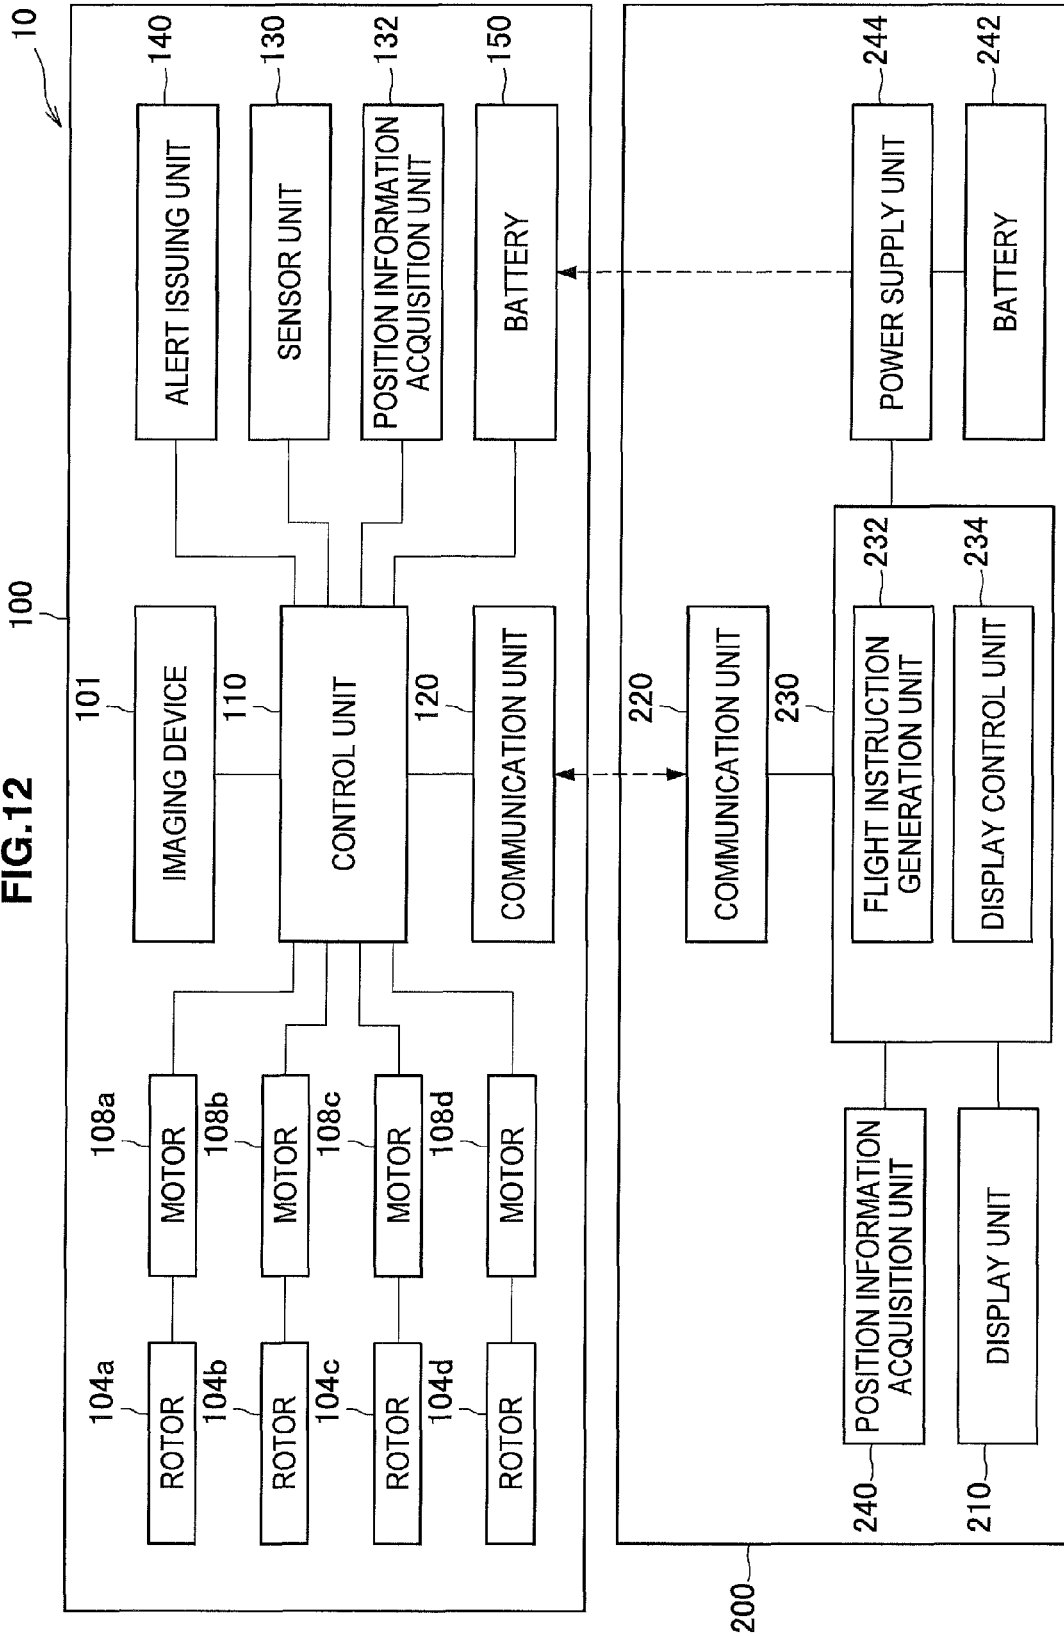 FIG.12
10
100
104a
ROTOR
108a
MOTOR
104b
ROTOR
108b
MOTOR
104c
ROTOR
108c
MOTOR
104d
ROTOR
108d
MOTOR
101
IMAGING DEVICE
110
CONTROL UNIT
120
COMMUNICATION UNIT
ALERT ISSUING UNIT
140
SENSOR UNIT
130
POSITION INFORMATION
ACQUISITION UNIT
132
BATTERY
150
200
220
COMMUNICATION UNIT
230
FLIGHT INSTRUCTION
GENERATION UNIT
232
DISPLAY CONTROL UNIT
234
240
POSITION INFORMATION
ACQUISITION UNIT
210
DISPLAY UNIT
POWER SUPPLY UNIT
244
BATTERY
242